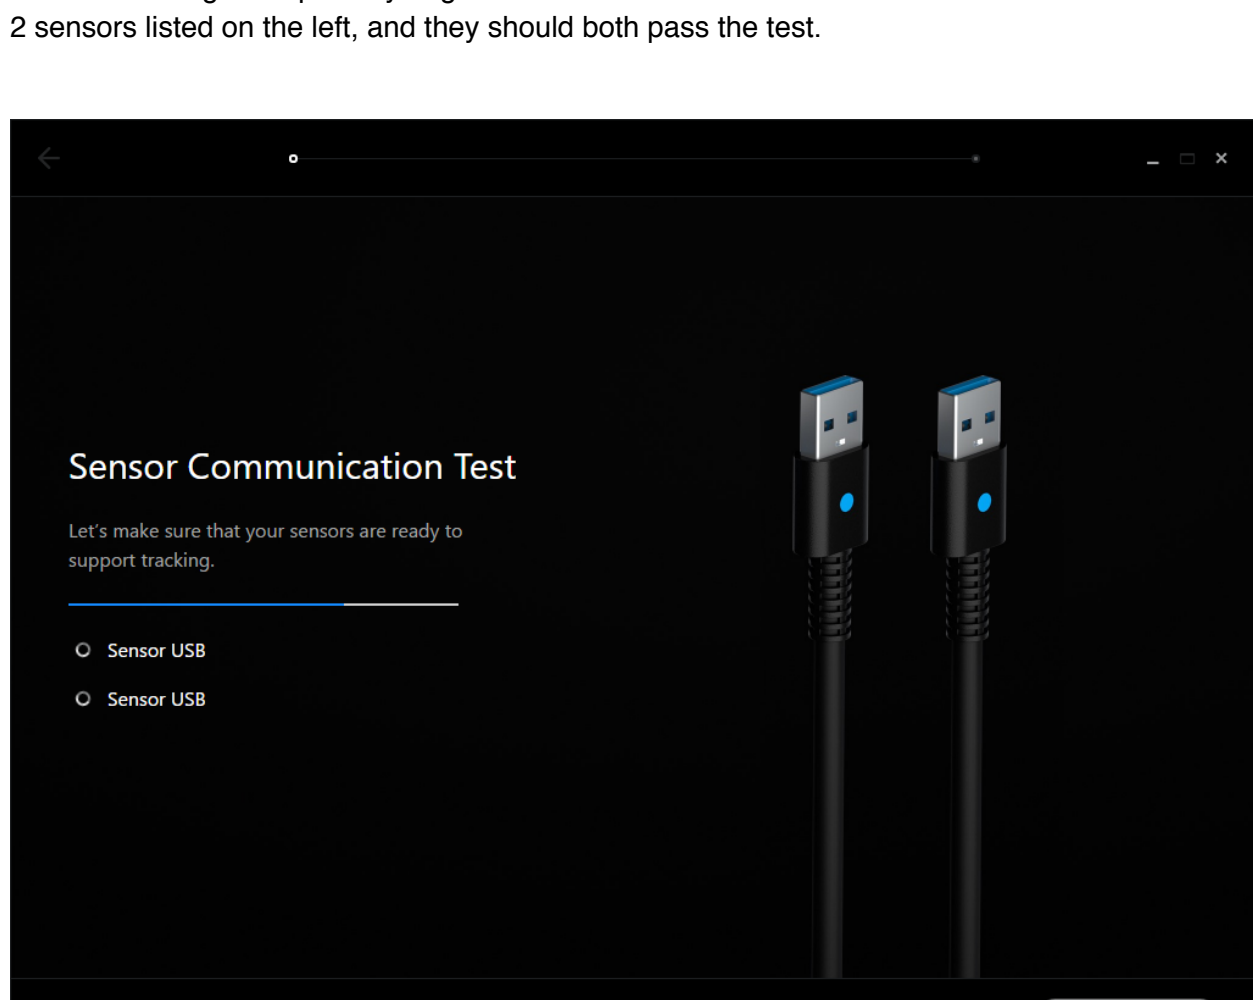 2 sensors listed on the left, and they should both pass the test.
Sensor Communication Test
Let's make sure that your sensors are ready to
support tracking.
Sensor USB
Sensor USB